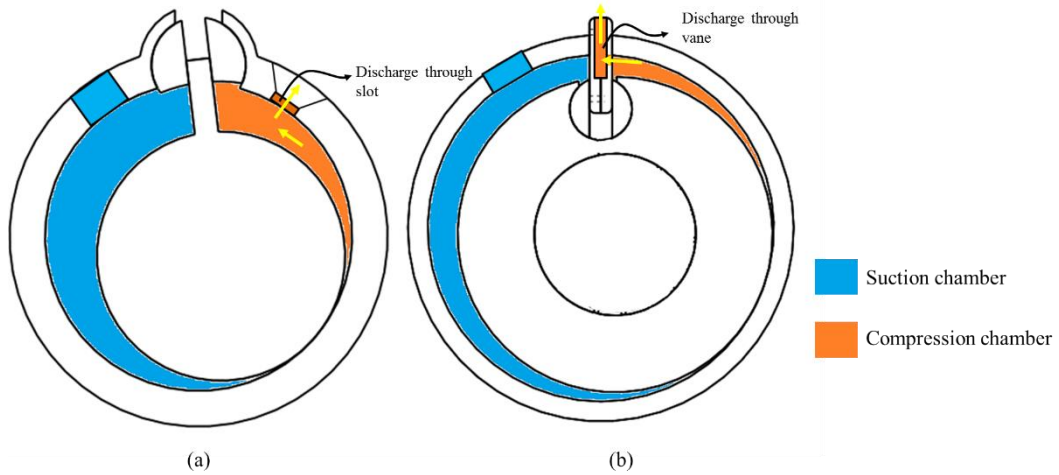 Discharge through
slot
Discharge through
vane
Suction chamber
Compression chamber
(a)
(b)